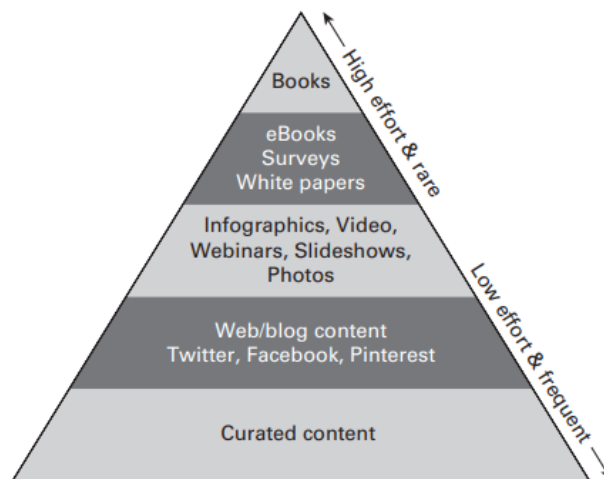 Books
eBooks
Surveys
White papers
Infographics, Video,
Webinars, Slideshows,
Photos
Web/blog content
Twitter, Facebook, Pinterest
Curated content
High effort & rare
Low effort & frequent